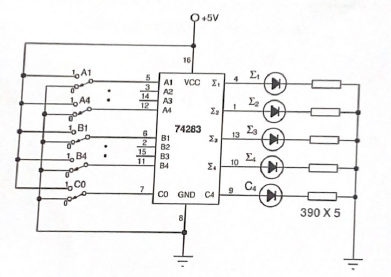 +5V
16
1 A1 5 A1 VCC Σ1 4 Σ1
0 3 A2
14 A3
1 A4 12 A4 Σ2 1 Σ2
0
74283
1 B1 6 B1 Σ3 13 Σ3
0 2 B2
15 B3
1 B4 11 B4 Σ4 10 Σ4
0
1 C0 7 C0 GND C4 9 C4
0
8
390 X 5